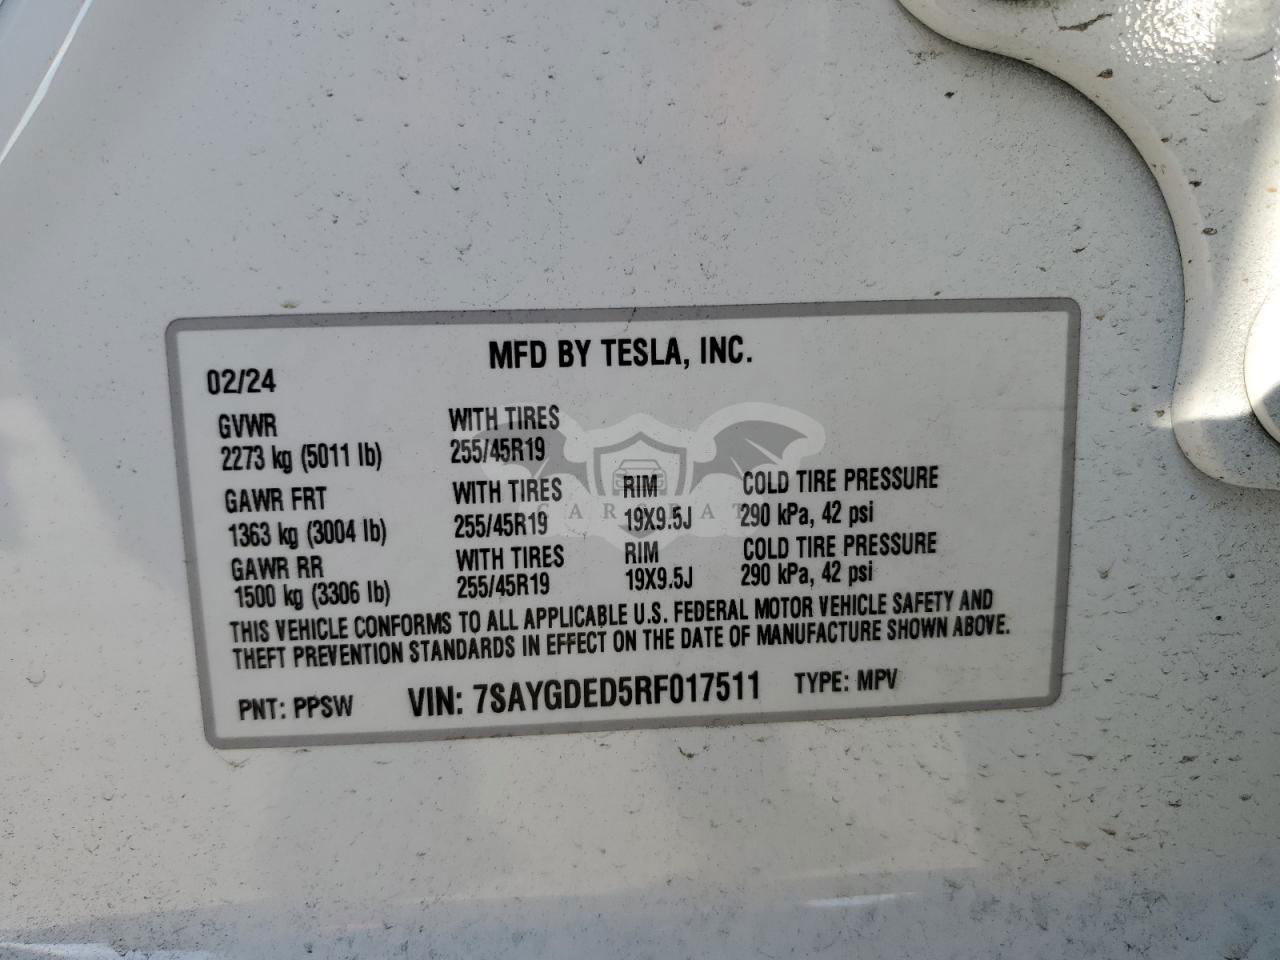 MFD BY TESLA, INC.
02/24
GVWR WITH TIRES
2273 kg (5011 lb) 255/45R19
GAWR FRT WITH TIRES RIM COLD TIRE PRESSURE
1363 kg (3004 lb) 255/45R19 19X9.5J 290 kPa, 42 psi
GAWR RR WITH TIRES RIM COLD TIRE PRESSURE
1500 kg (3306 lb) 255/45R19 19X9.5J 290 kPa, 42 psi
THIS VEHICLE CONFORMS TO ALL APPLICABLE U.S. FEDERAL MOTOR VEHICLE SAFETY AND
THEFT PREVENTION STANDARDS IN EFFECT ON THE DATE OF MANUFACTURE SHOWN ABOVE.
PNT: PPSW VIN: 7SAYGDED5RF017511 TYPE: MPV